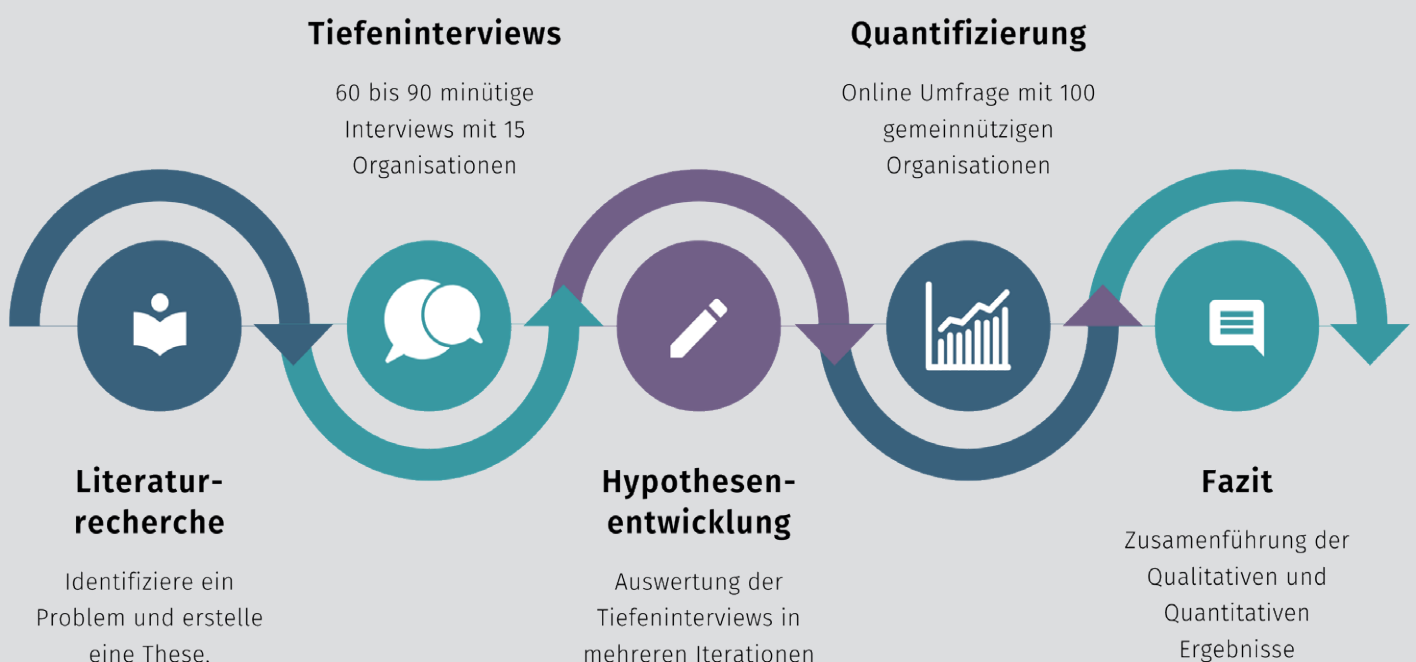 Tiefeninterviews
60 bis 90 minütige
Interviews mit 15
Organisationen
Quantifizierung
Online Umfrage mit 100
gemeinnützigen
Organisationen
Literatur-
recherche
Identifiziere ein
Problem und erstelle
eine These.
Hypothesen-
entwicklung
Auswertung der
Tiefeninterviews in
mehreren Iterationen
Fazit
Zusamenführung der
Qualitativen und
Quantitativen
Ergebnisse